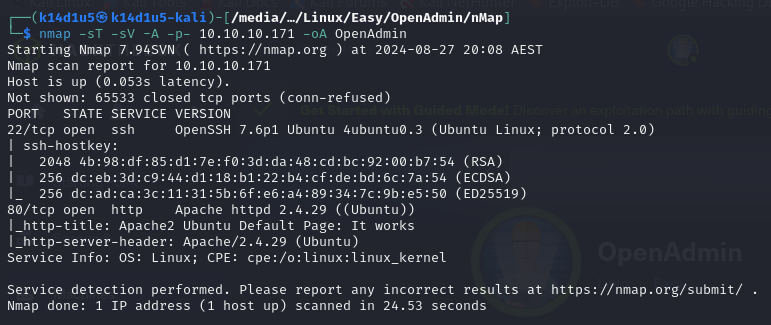 ┌──(k14d1u5㉿k14d1u5-kali)-[/media/…/Linux/Easy/OpenAdmin/nMap]
└─$ nmap -sT -sV -A -p- 10.10.10.171 -oA OpenAdmin
Starting Nmap 7.94SVN ( https://nmap.org ) at 2024-08-27 20:08 AEST
Nmap scan report for 10.10.10.171
Host is up (0.053s latency).
Not shown: 65533 closed tcp ports (conn-refused)
PORT   STATE SERVICE VERSION
22/tcp open  ssh     OpenSSH 7.6p1 Ubuntu 4ubuntu0.3 (Ubuntu Linux; protocol 2.0)
| ssh-hostkey:
|   2048 4b:98:df:85:d1:7e:f0:3d:da:48:cd:bc:92:00:b7:54 (RSA)
|   256 dc:eb:3d:c9:44:d1:18:b1:22:b4:cf:de:bd:6c:7a:54 (ECDSA)
|_  256 dc:ad:ca:3c:11:31:5b:6f:e6:a4:89:34:7c:9b:e5:50 (ED25519)
80/tcp open  http    Apache httpd 2.4.29 ((Ubuntu))
|_http-title: Apache2 Ubuntu Default Page: It works
|_http-server-header: Apache/2.4.29 (Ubuntu)
Service Info: OS: Linux; CPE: cpe:/o:linux:linux_kernel
OpenAdmin
Service detection performed. Please report any incorrect results at https://nmap.org/submit/ .
Nmap done: 1 IP address (1 host up) scanned in 24.53 seconds